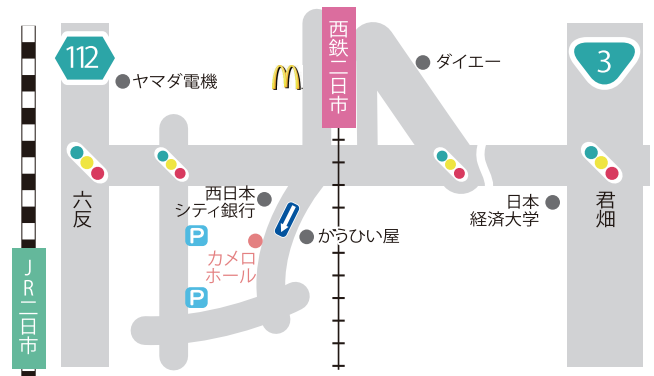 112
西鉄二日市
3
ダイエー
ヤマダ電機
六反
西日本
シティ銀行
日本
経済大学
君畑
P
からひい屋
カメロ
ホール
JR二日市
P